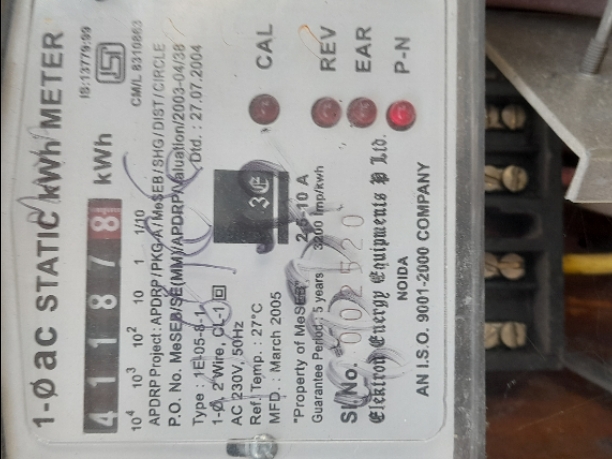 1-Ø ac STATIC kWh METER
IS:13779:99
CM/L 8310863
4 1 1 8 7 8 kWh
10⁴ 10³ 10² 10 1 1/10
APDRP Project : APDRP/PKG-A/MeSEB/SHG/DIST/CIRCLE
P.O. No. MeSEB/SE(MM)/APDRP/Valuation/2003-04/38
Type : 1E-05-8-1 Dtd. : 27.07.2004
1-Ø, 2 Wire, CL-1
AC 230V, 50Hz
Ref. Temp. : 27°C
MFD. : March 2005
3E
2.5-10 A
"Property of MeSEB"
Guarantee Period : 5 years 3200 Imp/kwh
Sl. No. 002520
Elektron Energy Equipments P Ltd.
NOIDA
AN I.S.O. 9001-2000 COMPANY
CAL
REV
EAR
P-N